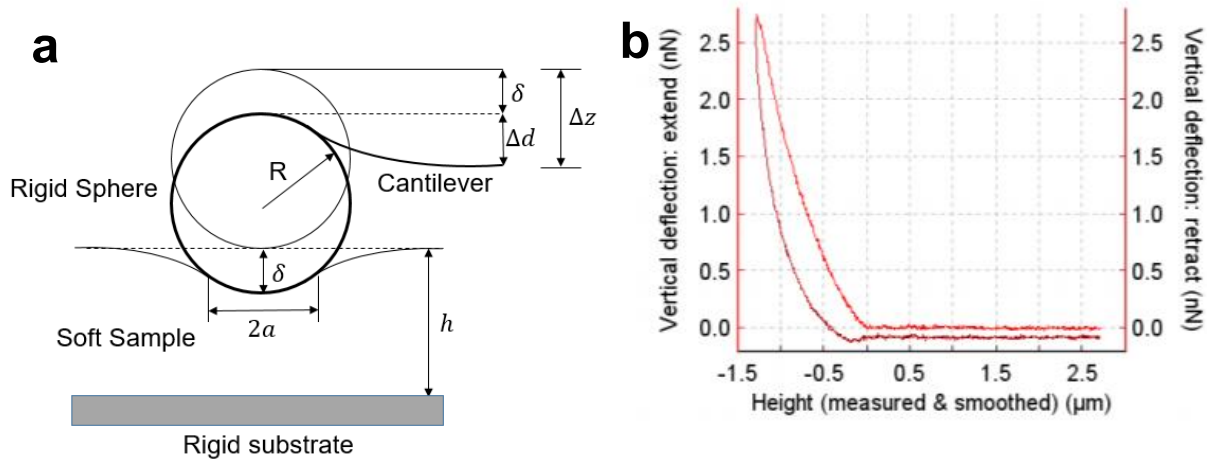 a
δ
Δd
Δz
R
Rigid Sphere
Cantilever
δ
2a
h
Soft Sample
Rigid substrate
b
Vertical deflection: extend (nN)
2.5
2.0
1.5
1.0
0.5
0.0
-1.5
-0.5
0.5
1.5
2.5
Height (measured & smoothed) (µm)
2.5
2.0
1.5
1.0
0.5
0.0
Vertical deflection: retract (nN)